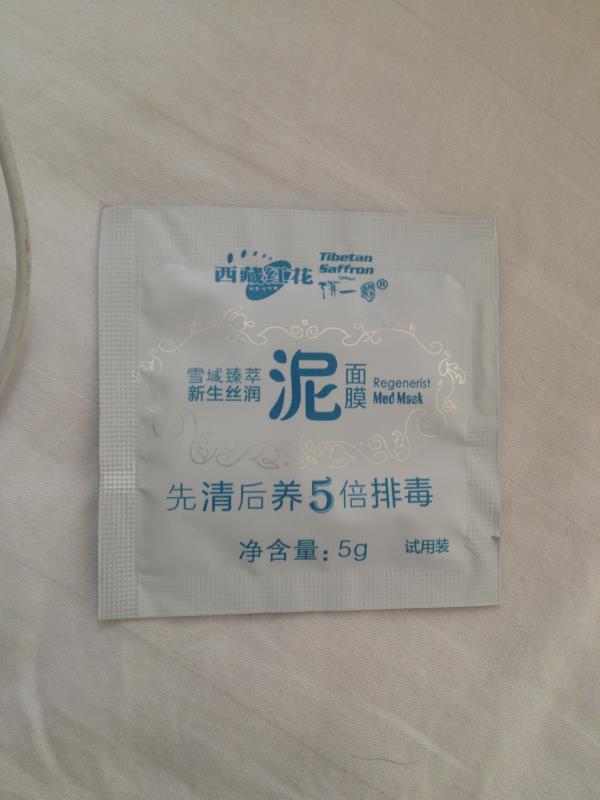 西藏红花
Tibetan
Saffron
雪域臻萃
新生丝润
泥
面膜
Regenerist
Mud Mask
先清后养5倍排毒
净含量：5g
试用装